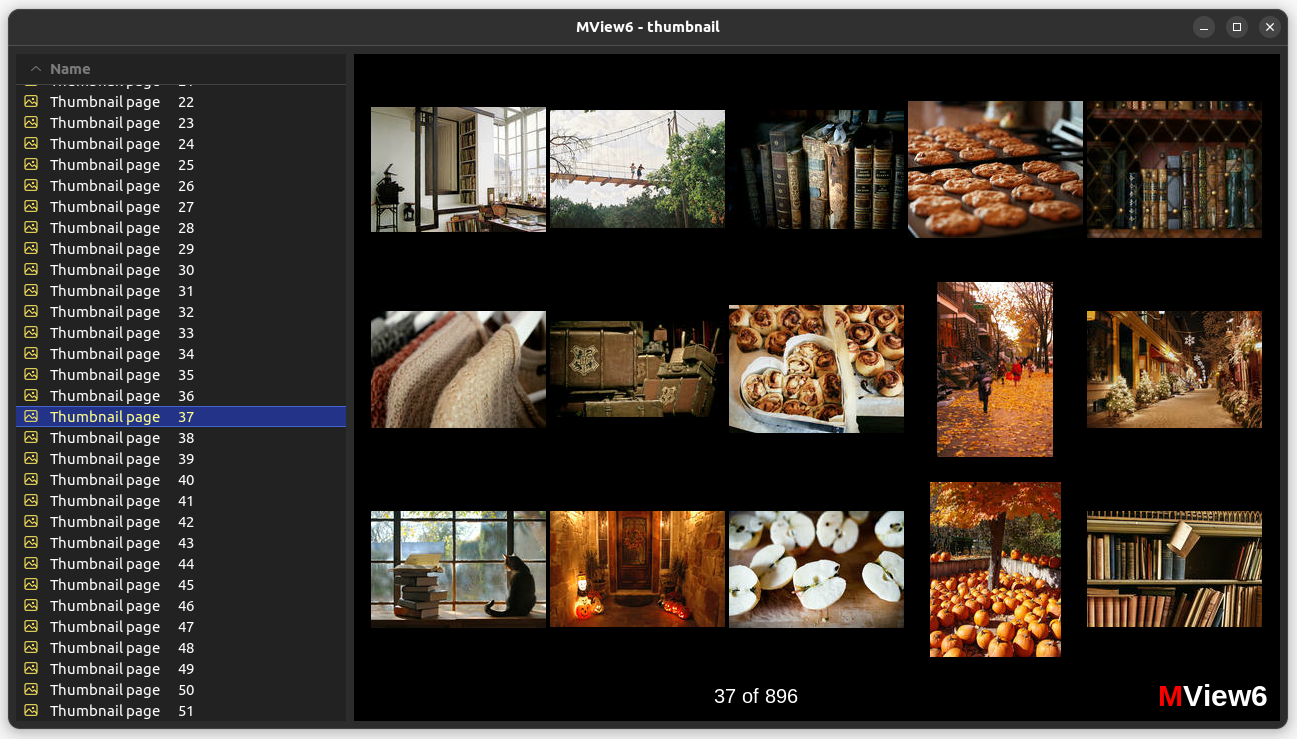 MView6 - thumbnail
Name
Thumbnail page 22
Thumbnail page 23
Thumbnail page 24
Thumbnail page 25
Thumbnail page 26
Thumbnail page 27
Thumbnail page 28
Thumbnail page 29
Thumbnail page 30
Thumbnail page 31
Thumbnail page 32
Thumbnail page 33
Thumbnail page 34
Thumbnail page 35
Thumbnail page 36
Thumbnail page 37
Thumbnail page 38
Thumbnail page 39
Thumbnail page 40
Thumbnail page 41
Thumbnail page 42
Thumbnail page 43
Thumbnail page 44
Thumbnail page 45
Thumbnail page 46
Thumbnail page 47
Thumbnail page 48
Thumbnail page 49
Thumbnail page 50
Thumbnail page 51
37 of 896
MView6